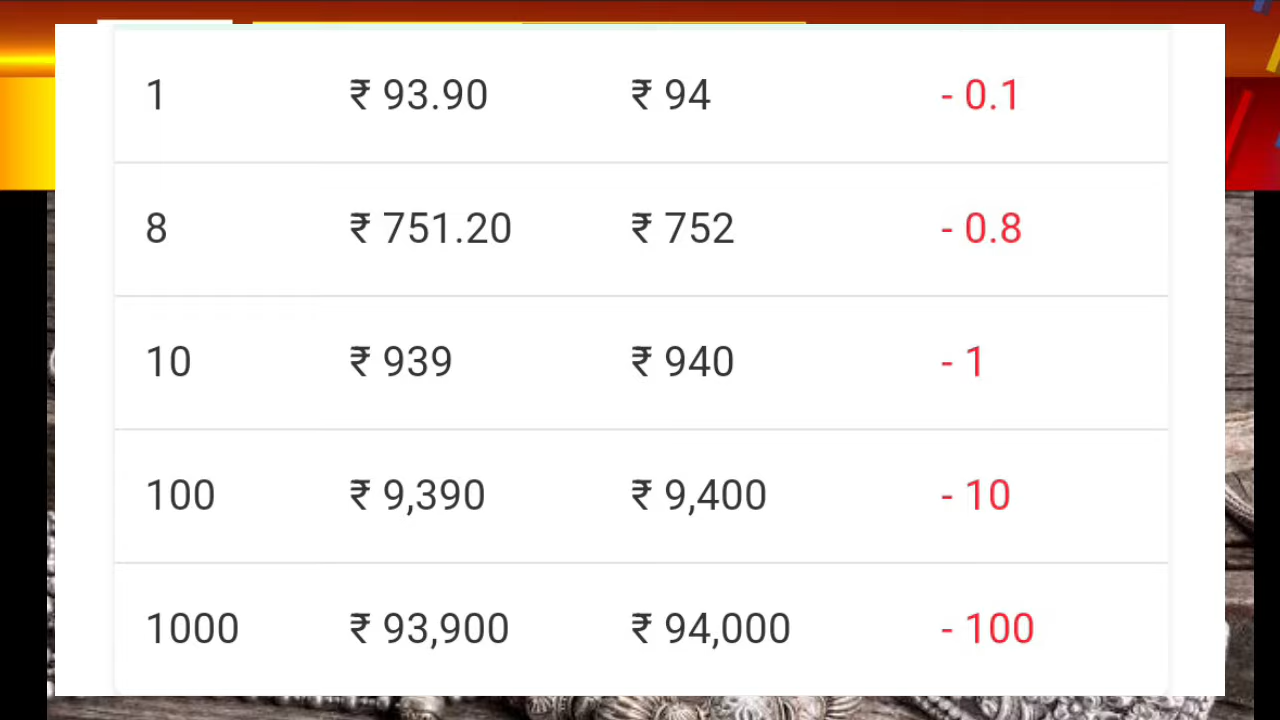 1 ₹ 93.90 ₹ 94 - 0.1
8 ₹ 751.20 ₹ 752 - 0.8
10 ₹ 939 ₹ 940 - 1
100 ₹ 9,390 ₹ 9,400 - 10
1000 ₹ 93,900 ₹ 94,000 - 100